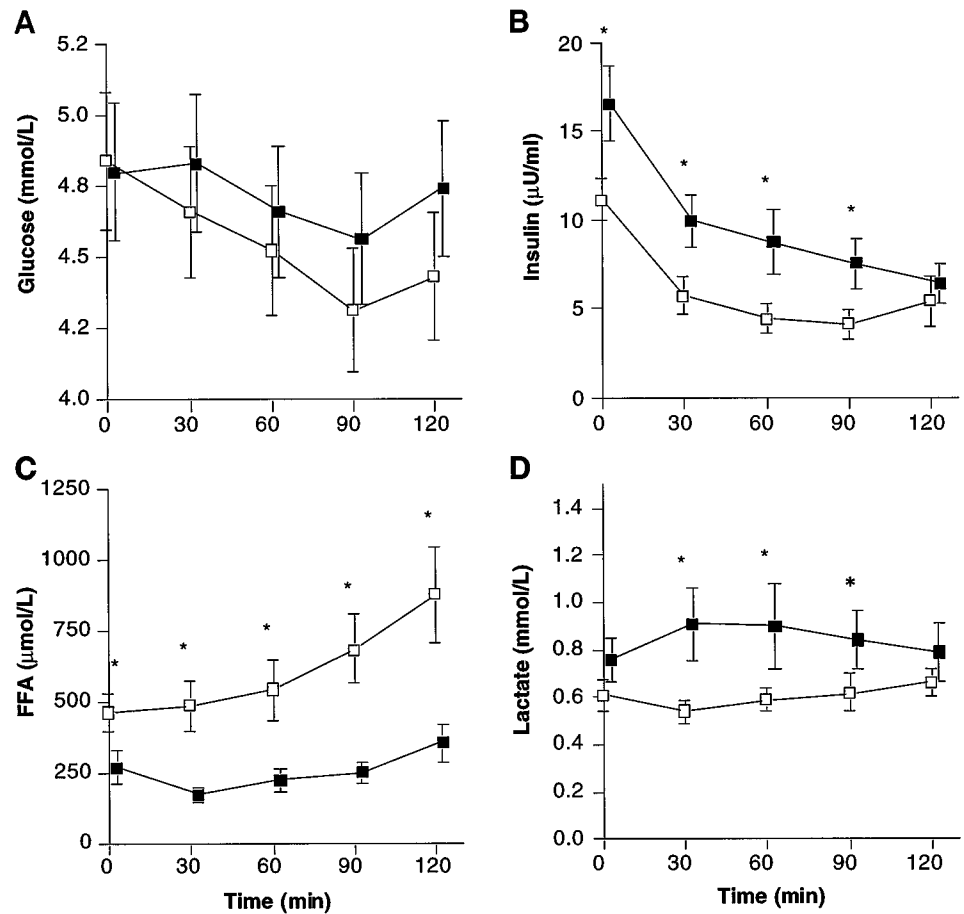 A
5.2
5.0
4.8
4.5
4.2
4.0
Glucose (mmol/L)
0 30 60 90 120
B
20
15
10
5
0
Insulin (μU/ml)
*
*
*
*
0 30 60 90 120
C
1250
1000
750
500
250
0
FFA (μmol/L)
*
*
*
*
*
0 30 60 90 120
Time (min)
D
1.4
1.2
1.0
0.8
0.6
0.4
0.2
0.0
Lactate (mmol/L)
*
*
*
0 30 60 90 120
Time (min)